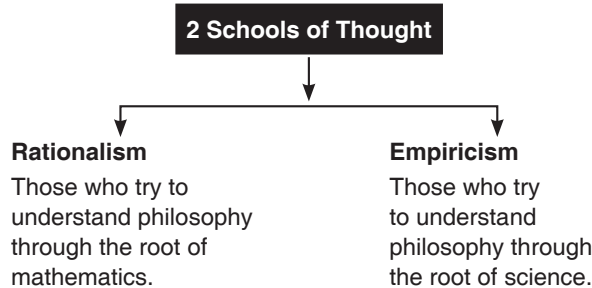 2 Schools of Thought
Rationalism
Those who try to
understand philosophy
through the root of
mathematics.
Empiricism
Those who try
to understand
philosophy through
the root of science.